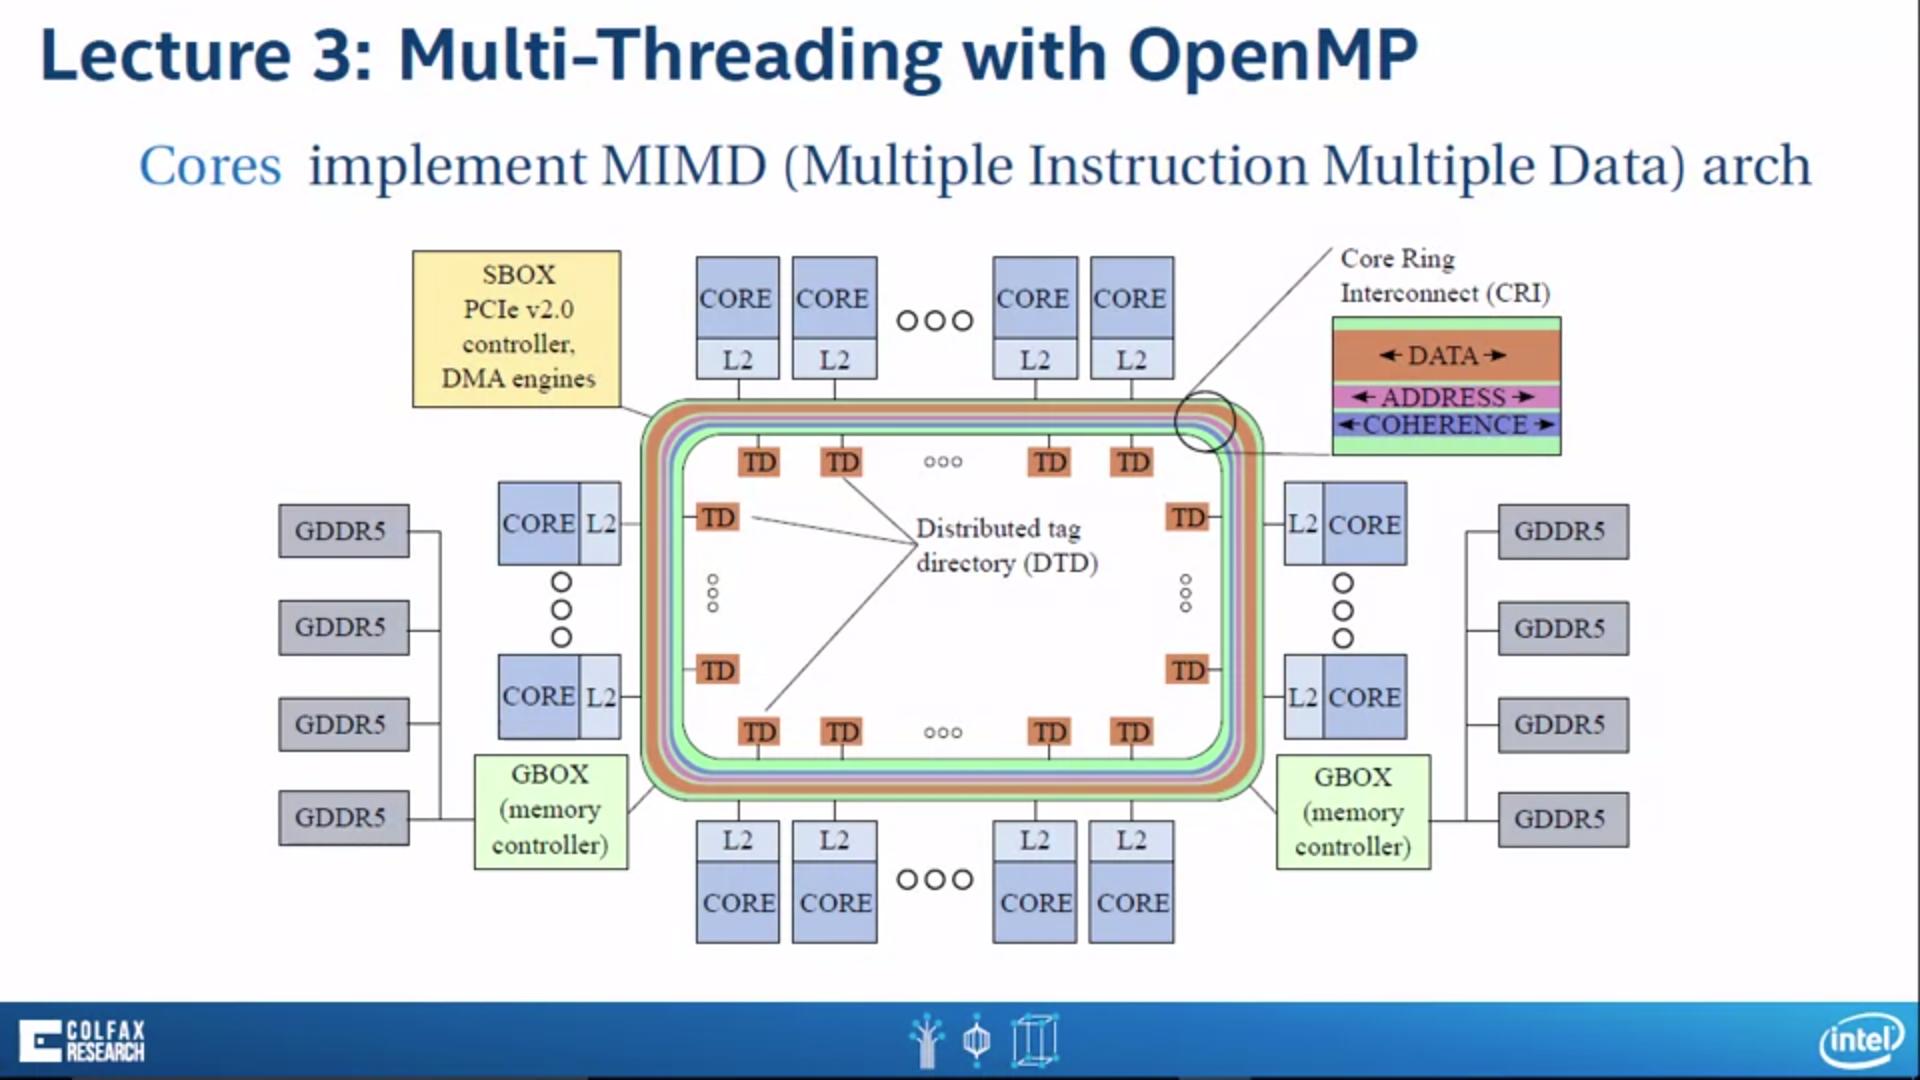 Lecture 3: Multi-Threading with OpenMP
Cores implement MIMD (Multiple Instruction Multiple Data) arch
SBOX
PCIe v2.0
controller,
DMA engines
CORE CORE CORE CORE
L2 L2 L2 L2
Core Ring
Interconnect (CRI)
DATA
ADDRESS
COHERENCE
TD TD TD TD
TD TD
Distributed tag
directory (DTD)
TD TD
TD TD TD TD
GDDR5
GDDR5
GDDR5
GDDR5
CORE L2
CORE L2
GBOX
(memory
controller)
L2 CORE
L2 CORE
GBOX
(memory
controller)
GDDR5
GDDR5
GDDR5
GDDR5
L2 L2 L2 L2
CORE CORE CORE CORE
COLFAX
RESEARCH
intel